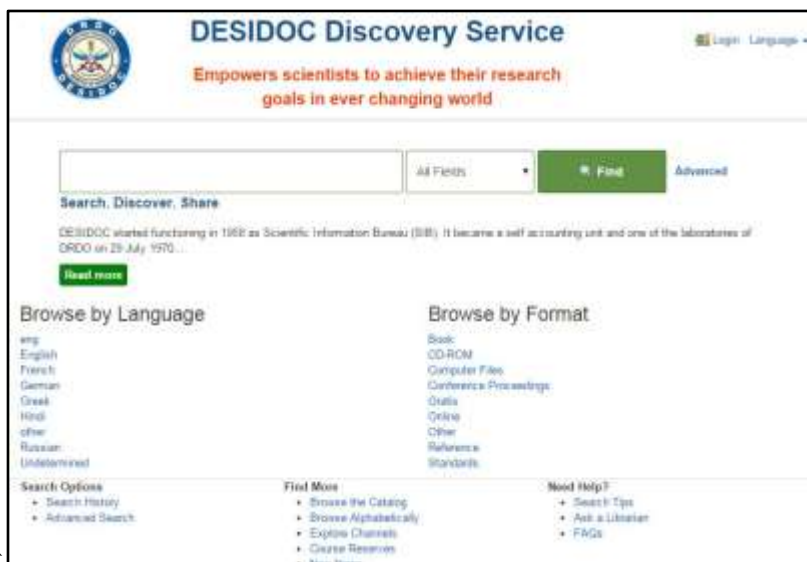 DRDO
DESIDOC
DESIDOC Discovery Service
Login Language
Empowers scientists to achieve their research
goals in ever changing world
All Fields
Find
Advanced
Search. Discover. Share
DESIDOC started functioning in 1958 as Scientific Information Bureau (SIB). It became a self accounting unit and one of the laboratories of
DRDO on 29 July 1970...
Read more
Browse by Language
eng
English
French
German
Greek
Hindi
other
Russian
Undetermined
Browse by Format
Book
CD-ROM
Computer Files
Conference Proceedings
Gratis
Online
Other
Reference
Standards
Search Options
Search History
Advanced Search
Find More
Browse the Catalog
Browse Alphabetically
Explore Channels
Course Reserves
New Items
Need Help?
Search Tips
Ask a Librarian
FAQs